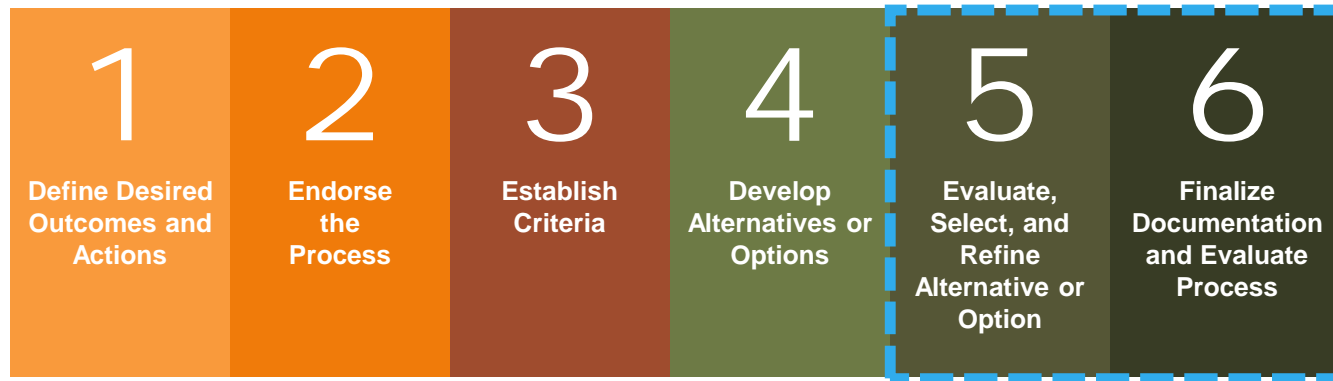 1
Define Desired
Outcomes and
Actions
2
Endorse
the
Process
3
Establish
Criteria
4
Develop
Alternatives or
Options
5
Evaluate,
Select, and
Refine
Alternative or
Option
6
Finalize
Documentation
and Evaluate
Process